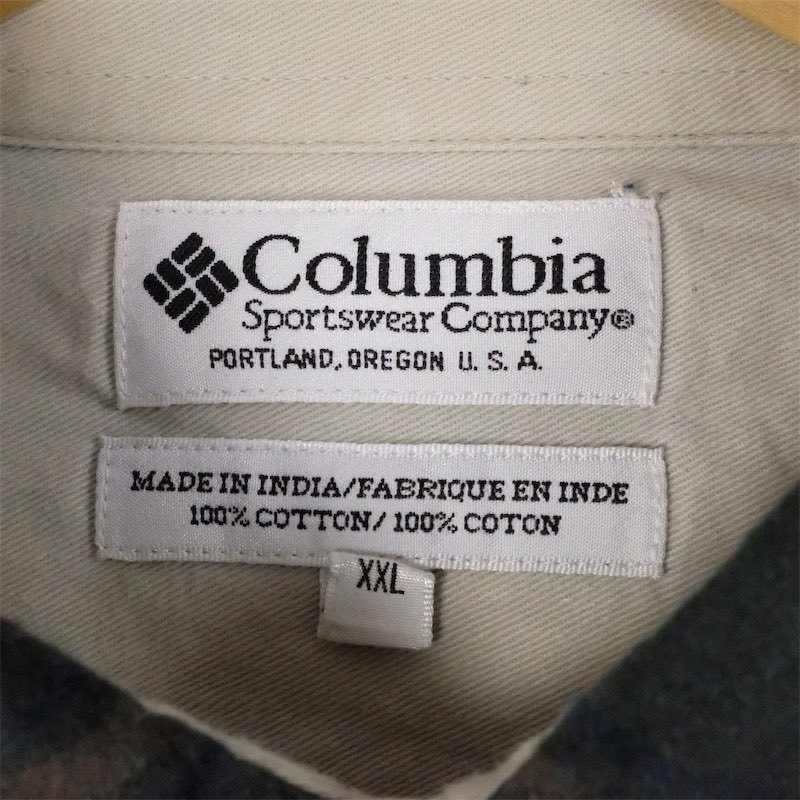 Columbia
Sportswear Company®
PORTLAND, OREGON U. S. A.
MADE IN INDIA/FABRIQUE EN INDE
100% COTTON/ 100% COTON
XXL